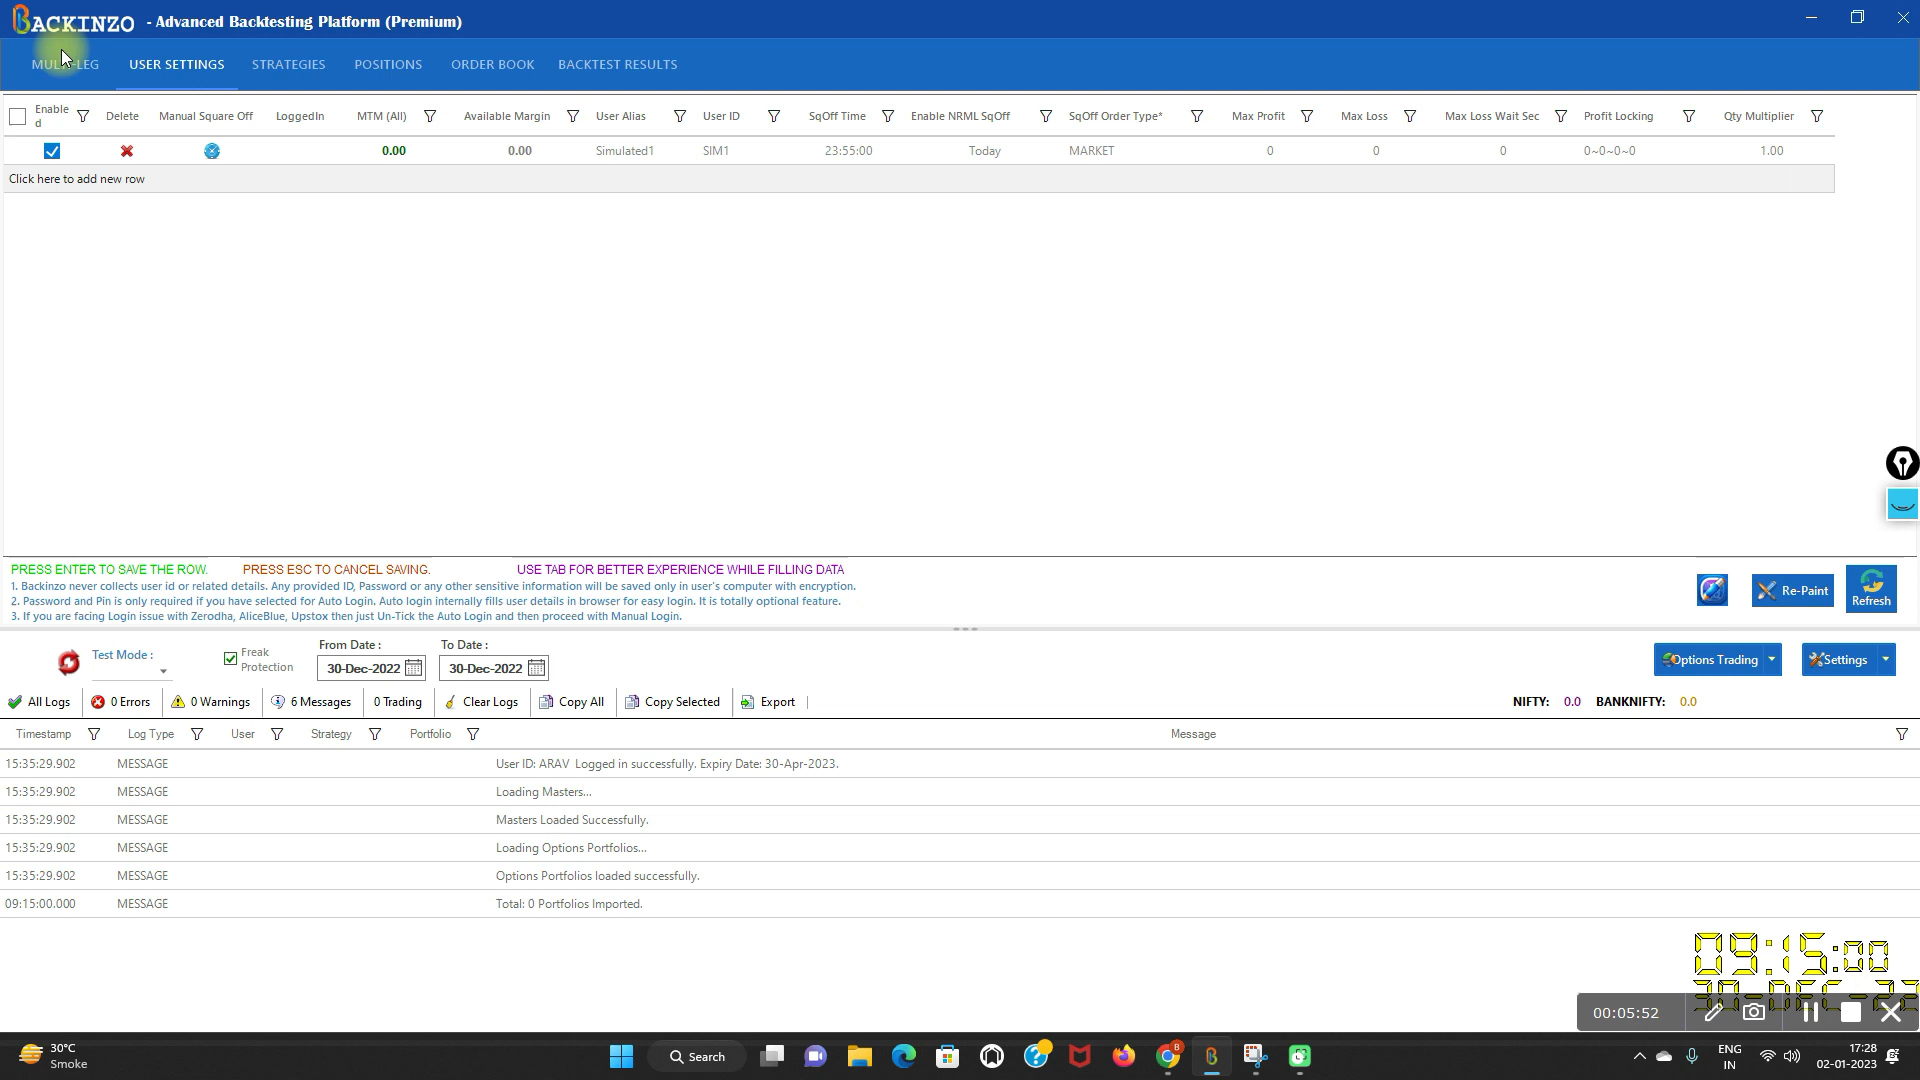 BACKINZO - Advanced Backtesting Platform (Premium)
MULTI-LEG USER SETTINGS STRATEGIES POSITIONS ORDER BOOK BACKTEST RESULTS
Enable
d
Delete Manual Square Off LoggedIn MTM (All) Available Margin User Alias User ID SqOff Time Enable NRML SqOff SqOff Order Type* Max Profit Max Loss Max Loss Wait Sec Profit Locking Qty Multiplier
0.00 0.00 Simulated1 SIM1 23:55:00 Today MARKET 0 0 0 0~0~0~0 1.00
Click here to add new row
PRESS ENTER TO SAVE THE ROW. PRESS ESC TO CANCEL SAVING. USE TAB FOR BETTER EXPERIENCE WHILE FILLING DATA
1. Backinzo never collects user id or related details. Any provided ID, Password or any other sensitive information will be saved only in user's computer with encryption.
2. Password and Pin is only required if you have selected for Auto Login. Auto login internally fills user details in browser for easy login. It is totally optional feature.
3. If you are facing Login issue with Zerodha, AliceBlue, Upstox then just Un-Tick the Auto Login and then proceed with Manual Login.
Re-Paint
Refresh
Test Mode :
Freak
Protection
From Date :
30-Dec-2022
To Date :
30-Dec-2022
Options Trading
Settings
All Logs 0 Errors 0 Warnings 6 Messages 0 Trading Clear Logs Copy All Copy Selected Export NIFTY: 0.0 BANKNIFTY: 0.0
Timestamp Log Type User Strategy Portfolio Message
15:35:29.902 MESSAGE User ID: ARAV Logged in successfully. Expiry Date: 30-Apr-2023.
15:35:29.902 MESSAGE Loading Masters...
15:35:29.902 MESSAGE Masters Loaded Successfully.
15:35:29.902 MESSAGE Loading Options Portfolios...
15:35:29.902 MESSAGE Options Portfolios loaded successfully.
09:15:00.000 MESSAGE Total: 0 Portfolios Imported.
09:15:00
30-DEC-22
00:05:52
30°C
Smoke
Search
ENG
IN
17:28
02-01-2023